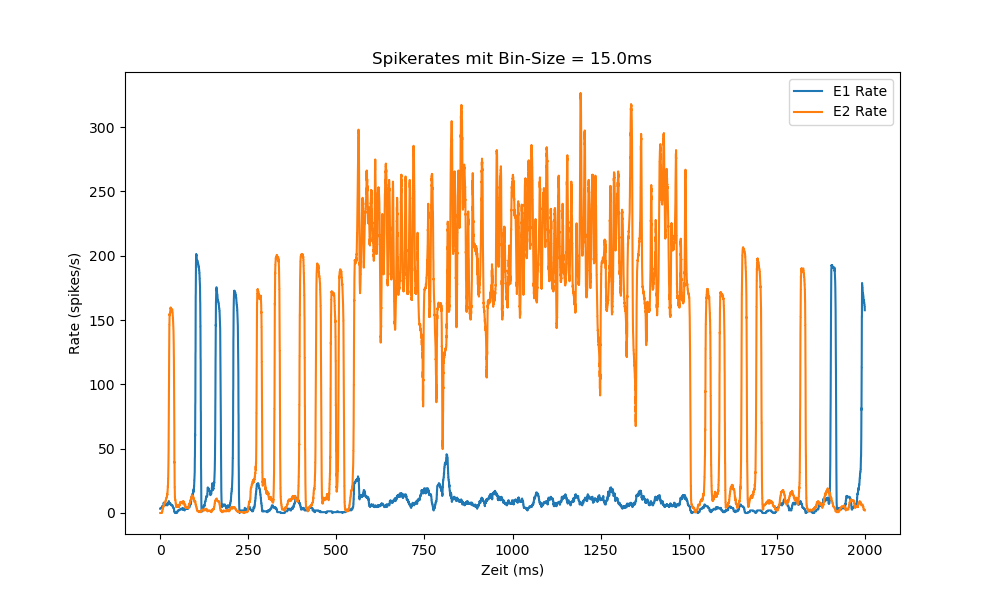 Spikerates mit Bin-Size = 15.0ms
E1 Rate
E2 Rate
300
250
200
150
100
50
0
Rate (spikes/s)
0 250 500 750 1000 1250 1500 1750 2000
Zeit (ms)